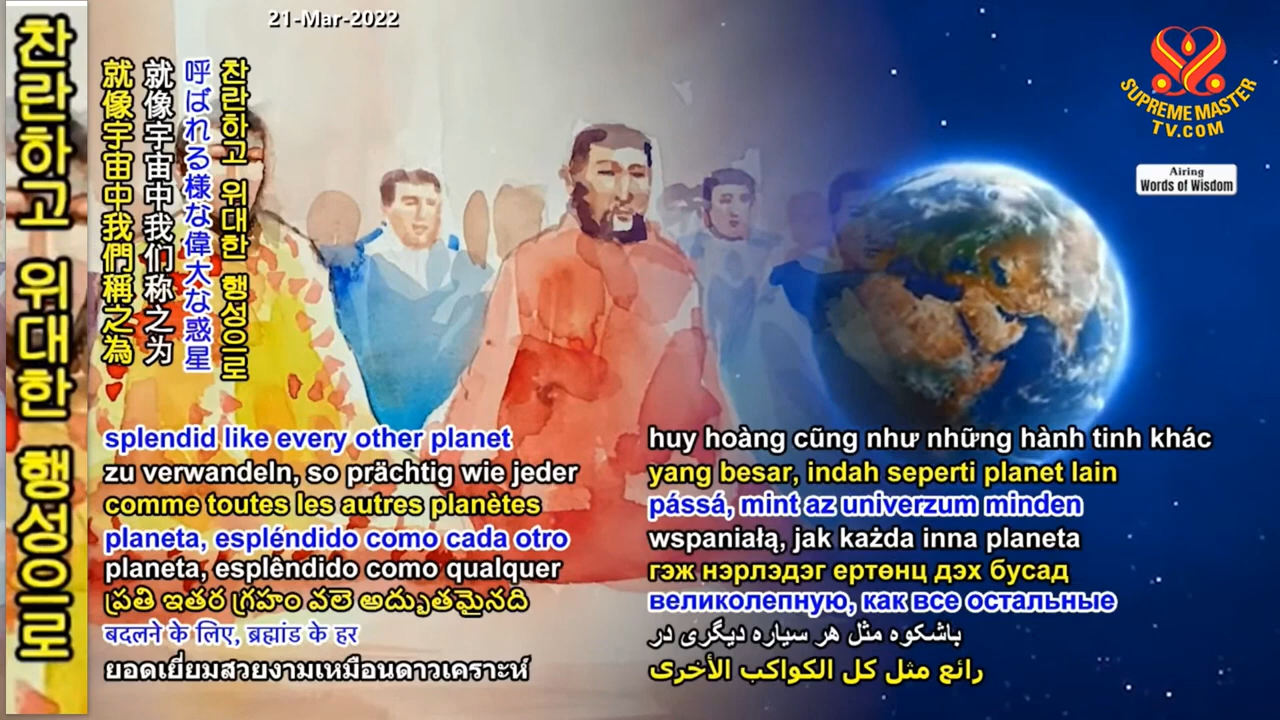 찬란하고 위대한 행성으로
21-Mar-2022
就像宇宙中我們稱之為
就像宇宙中我们称之为
呼ばれる様な偉大な惑星
찬란하고 위대한 행성으로
SUPREME MASTER
TV.COM
Airing
Words of Wisdom
splendid like every other planet
zu verwandeln, so prächtig wie jeder
comme toutes les autres planètes
planeta, espléndido como cada otro
planeta, esplêndido como qualquer
ప్రతి ఇతర గ్రహం వలె అద్భుతమైనది
बदलने के लिए, ब्रह्मांड के हर
ยอดเยี่ยมสวยงามเหมือนดาวเคราะห์
huy hoàng cũng như những hành tinh khác
yang besar, indah seperti planet lain
pássá, mint az univerzum minden
wspaniałą, jak każda inna planeta
гэж нэрлэдэг ертөнц дэх бусад
великолепную, как все остальные
باشکوه مثل هر سیاره دیگری در
رائع مثل كل الكواكب الأخرى